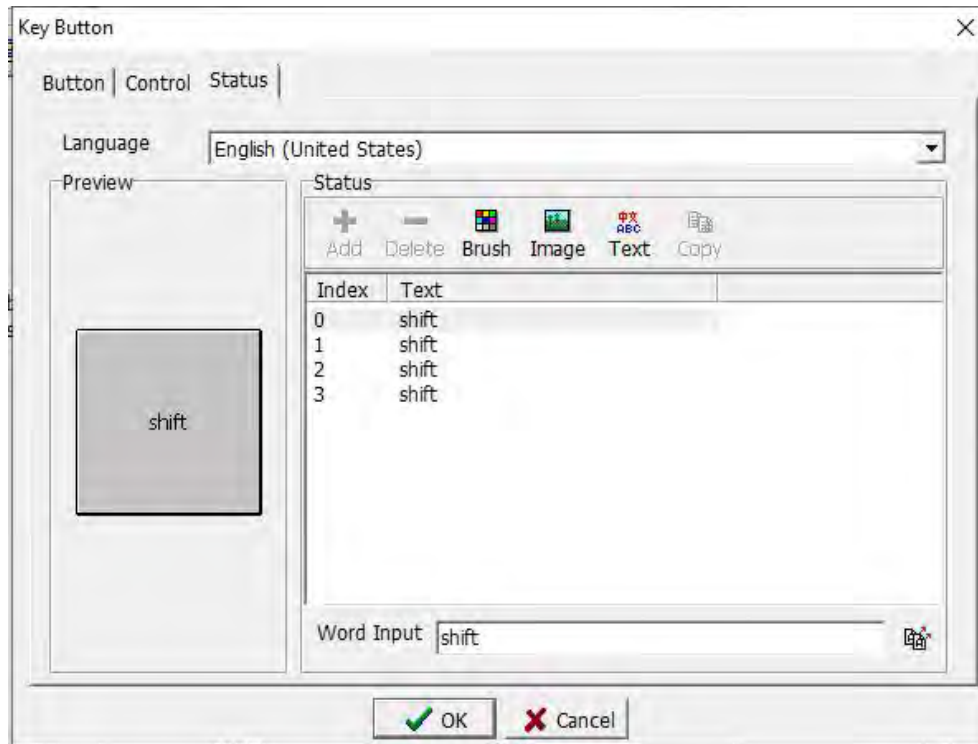 Key Button
Button Control Status
Language English (United States)
Preview
shift
Status
Add Delete Brush Image Text Copy
Index Text
0 shift
1 shift
2 shift
3 shift
Word Input shift
OK Cancel